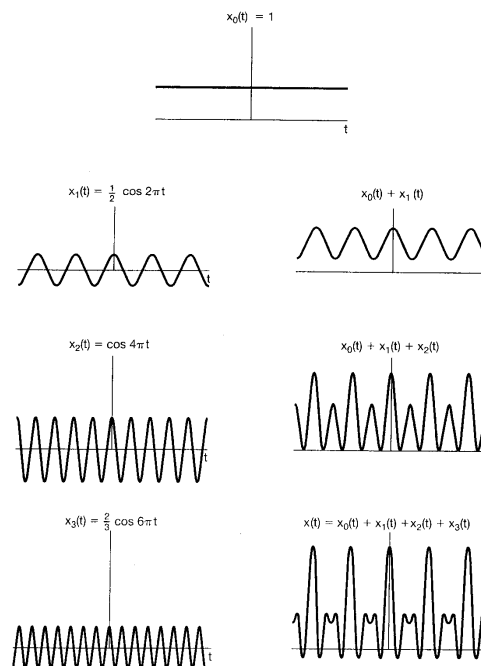 x₀(t) = 1
t
x₁(t) = 1/2 cos 2πt
x₀(t) + x₁(t)
t
x₂(t) = cos 4πt
x₀(t) + x₁(t) + x₂(t)
t
x₃(t) = 2/3 cos 6πt
x(t) = x₀(t) + x₁(t) + x₂(t) + x₃(t)
t